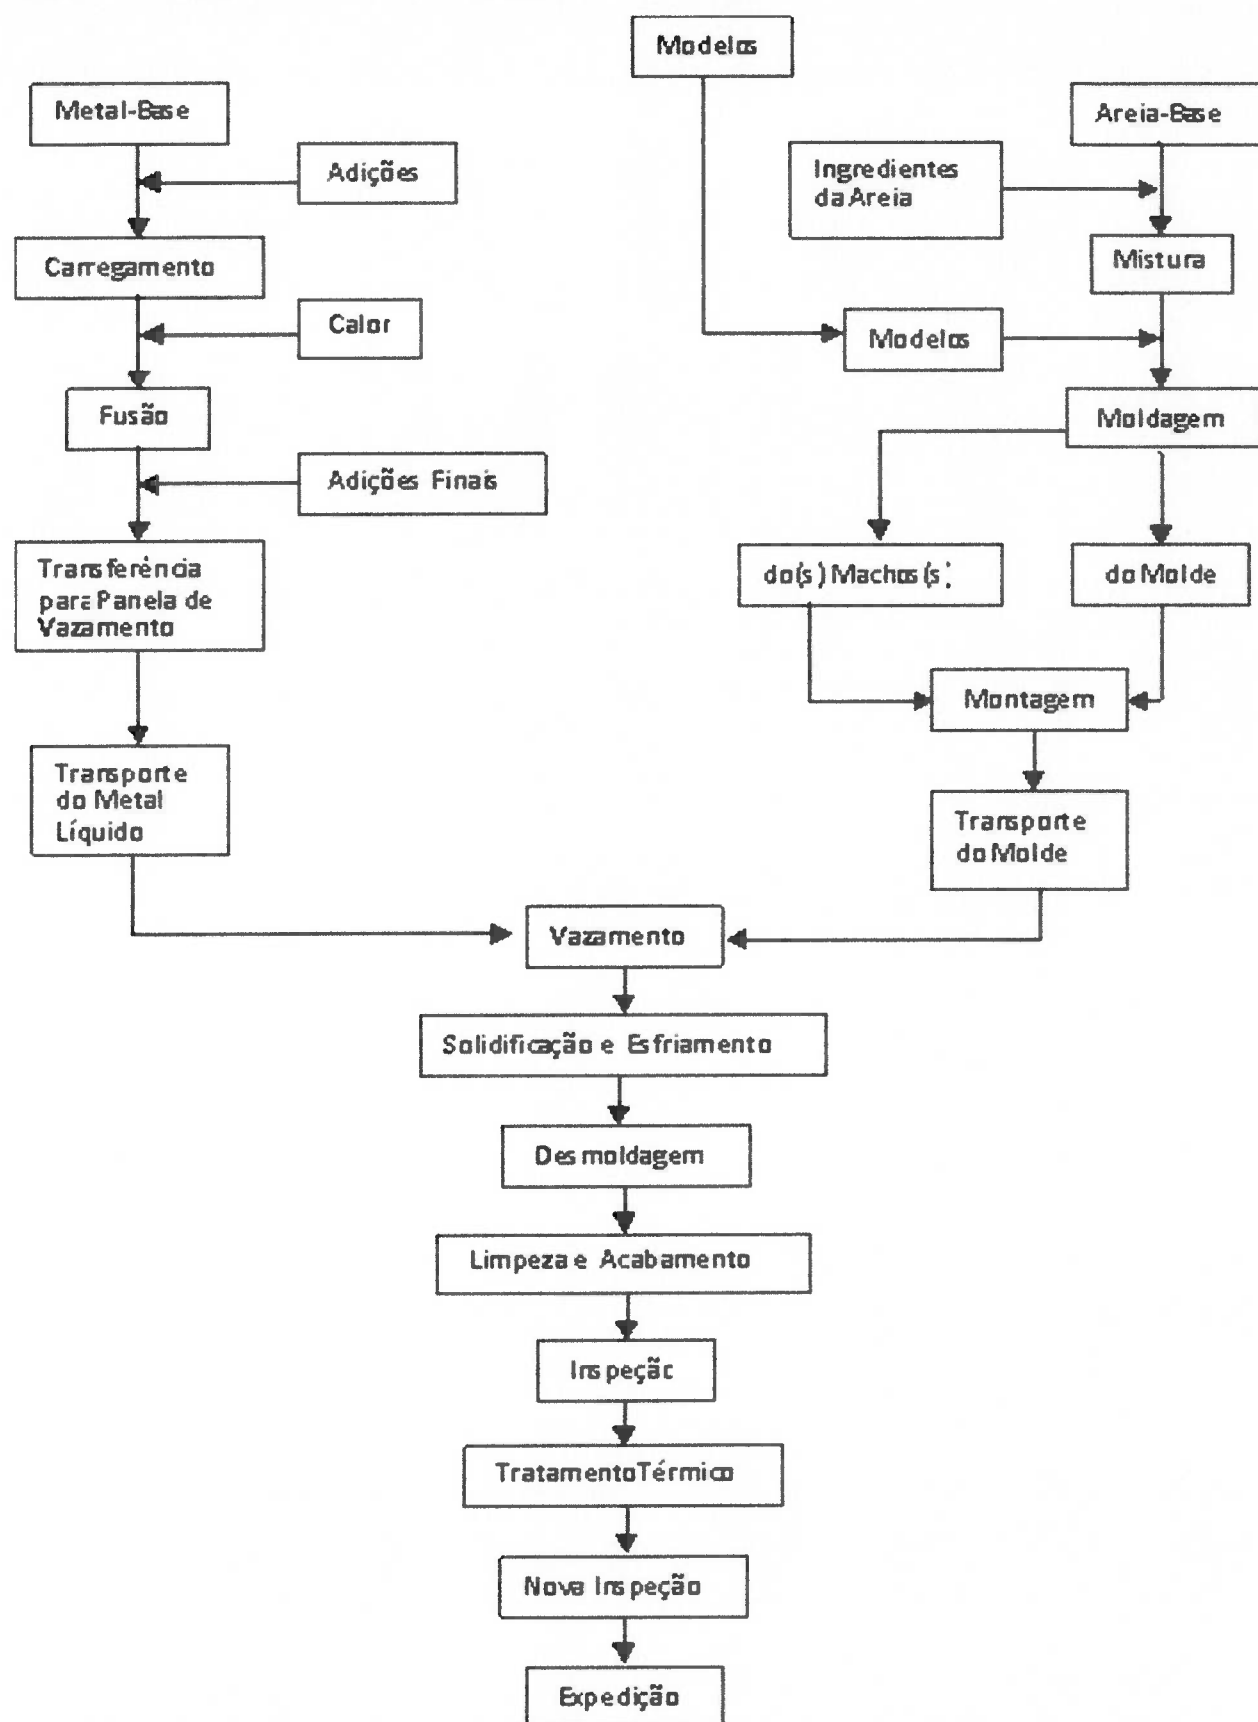 Modelos
Metal-Base
Areia-Base
Adições
Ingredientes
da Areia
Carregamento
Mistura
Calor
Modelos
Fusão
Moldagem
Adições Finais
Transferência
para Panela de
Vazamento
do(s) Machos(s)
do Molde
Montagem
Transporte
do Metal
Líquido
Transporte
do Molde
Vazamento
Solidificação e Esfriamento
Desmoldagem
Limpeza e Acabamento
Inspeção
Tratamento Térmico
Nova Inspeção
Expedição